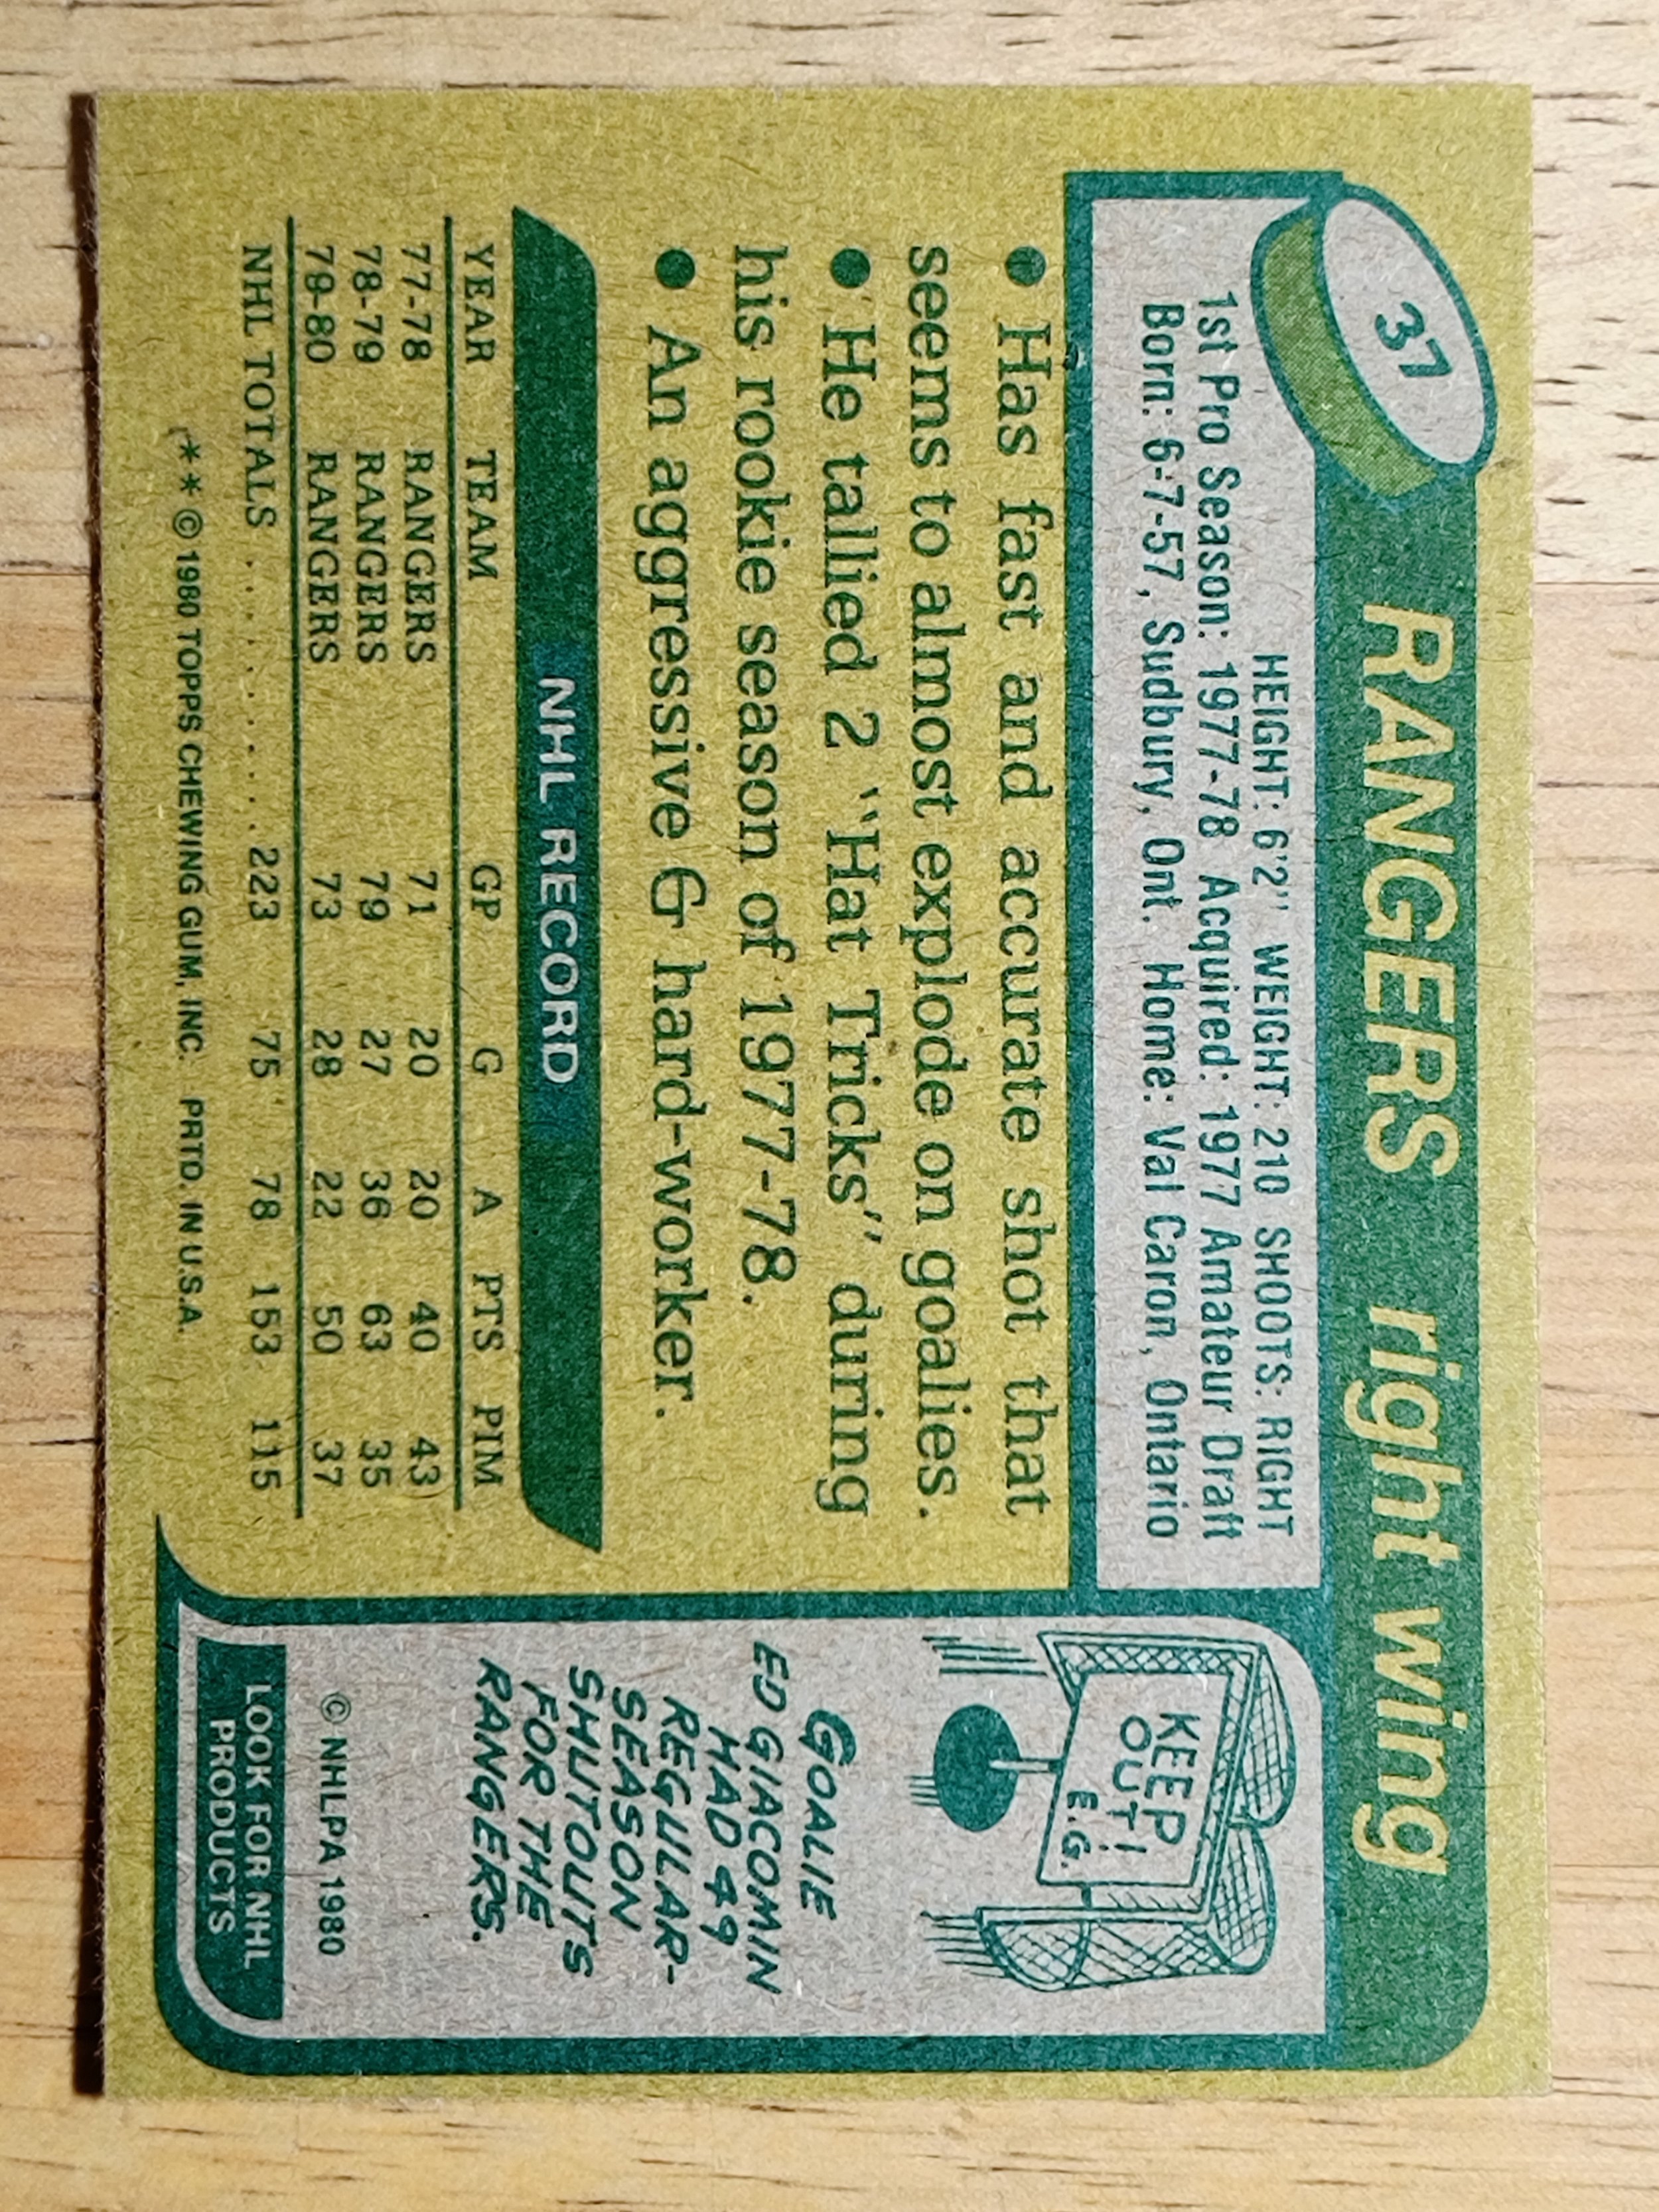 37
RANGERS right wing
HEIGHT: 6'2" WEIGHT: 210 SHOOTS: RIGHT
1st Pro Season: 1977-78 Acquired: 1977 Amateur Draft
Born: 6-7-57, Sudbury, Ont. Home: Val Caron, Ontario
● Has fast and accurate shot that
seems to almost explode on goalies.
● He tallied 2 "Hat Tricks" during
his rookie season of 1977-78.
● An aggressive & hard-worker.
NHL RECORD
YEAR TEAM GP G A PTS PIM
77-78 RANGERS 71 20 20 40 43
78-79 RANGERS 79 27 36 63 35
79-80 RANGERS 73 28 22 50 37
NHL TOTALS . . . . . . . . . . 223 75 78 153 115
** © 1980 TOPPS CHEWING GUM, INC. PRTD. IN U.S.A.
KEEP
OUT!
E.G.
GOALIE
ED GIACOMIN
HAD 49
REGULAR-
SEASON
SHUTOUTS
FOR THE
RANGERS.
© NHLPA 1980
LOOK FOR NHL
PRODUCTS